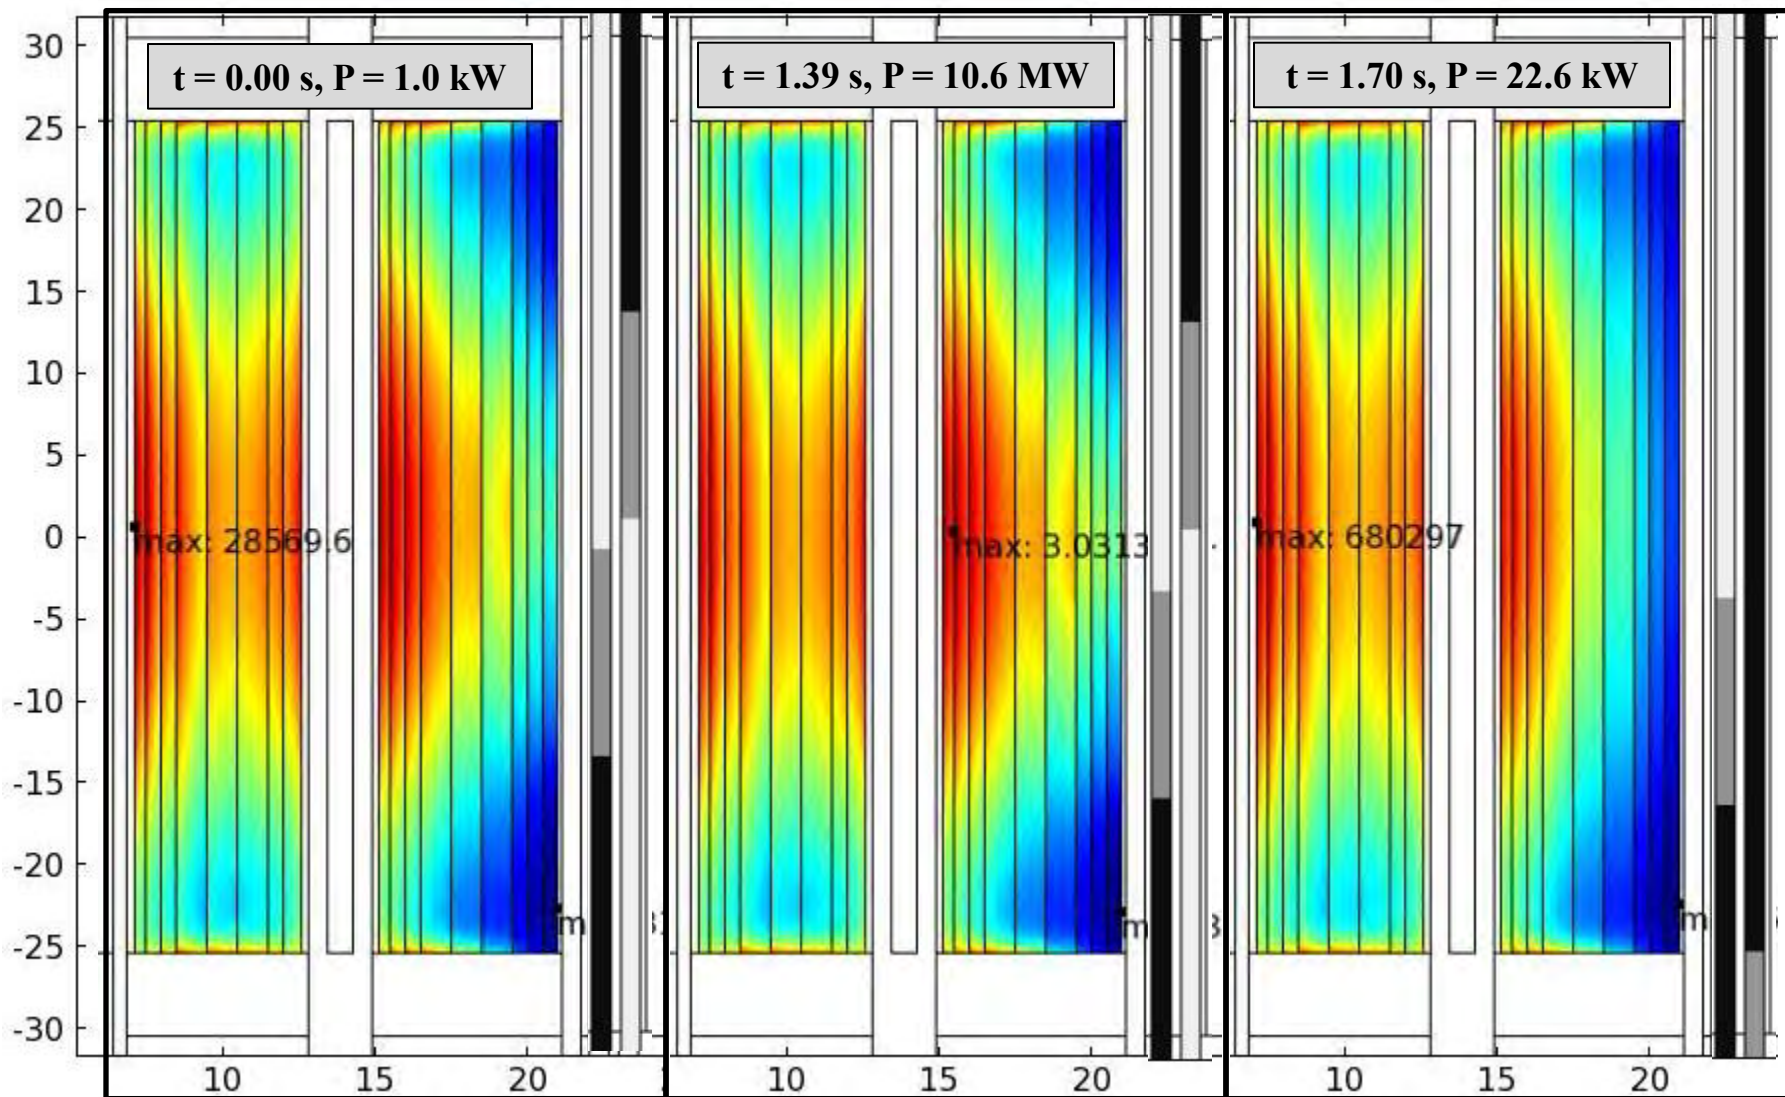 t = 0.00 s, P = 1.0 kW
t = 1.39 s, P = 10.6 MW
t = 1.70 s, P = 22.6 kW
30
25
20
15
10
5
0
-5
-10
-15
-20
-25
-30
max: 28569.6
max: 3.0313
max: 680297
m
m
m
10 15 20
10 15 20
10 15 20